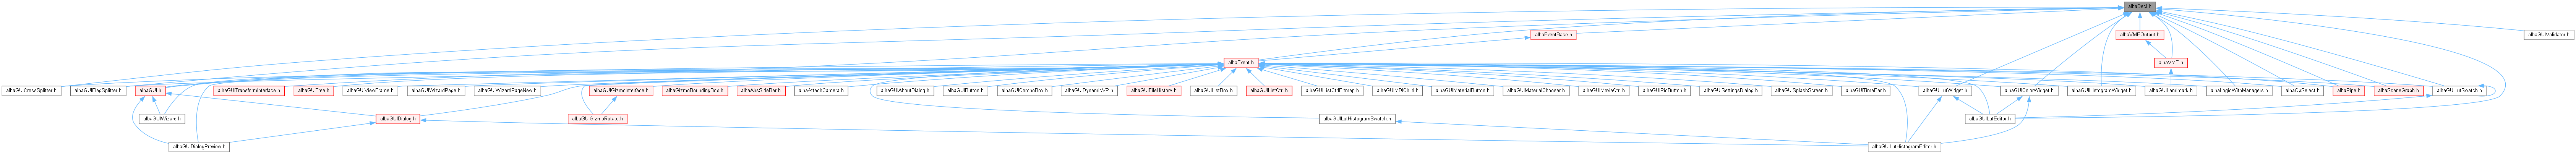 albaDecl.h
albaEventBase.h
albaVMEOutput.h
albaGUIValidator.h
albaEvent.h
albaVME.h
albaGUICrossSplitter.h
albaGUIFlagSplitter.h
albaGUI.h
albaGUITransformInterface.h
albaGUITree.h
albaGUIViewFrame.h
albaGUIWizardPage.h
albaGUIWizardPageNew.h
albaGUIGizmoInterface.h
albaGizmoBoundingBox.h
albaAbsSideBar.h
albaAttachCamera.h
albaGUIAboutDialog.h
albaGUIButton.h
albaGUIComboBox.h
albaGUIDynamicVP.h
albaGUIFileHistory.h
albaGUIListBox.h
albaGUIListCtrl.h
albaGUIListCtrlBitmap.h
albaGUIMDIChild.h
albaGUIMaterialButton.h
albaGUIMaterialChooser.h
albaGUIMovieCtrl.h
albaGUIPicButton.h
albaGUISettingsDialog.h
albaGUISplashScreen.h
albaGUITimeBar.h
albaGUILutWidget.h
albaGUIColorWidget.h
albaGUIHistogramWidget.h
albaGUILandmark.h
albaLogicWithManagers.h
albaOpSelect.h
albaPipe.h
albaSceneGraph.h
albaGUILutSwatch.h
albaGUIWizard.h
albaGUIDialog.h
albaGUIGizmoRotate.h
albaGUILutHistogramSwatch.h
albaGUILutEditor.h
albaGUIDialogPreview.h
albaGUILutHistogramEditor.h